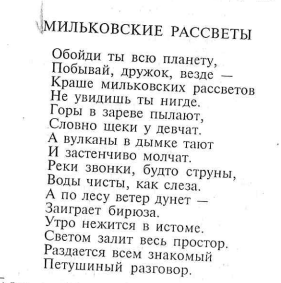 МИЛЬКОВСКИЕ РАССВЕТЫ
Обойди ты всю планету,
Побывай, дружок, везде —
Краше мильковских рассветов
Не увидишь ты нигде.
Горы в зареве пылают,
Словно щеки у девчат.
А вулканы в дымке тают
И застенчиво молчат.
Реки звонки, будто струны,
Воды чисты, как слеза.
А по лесу ветер дунет —
Заиграет бирюза.
Утро нежится в истоме.
Светом залит весь простор.
Раздается всем знакомый
Петушиный разговор.